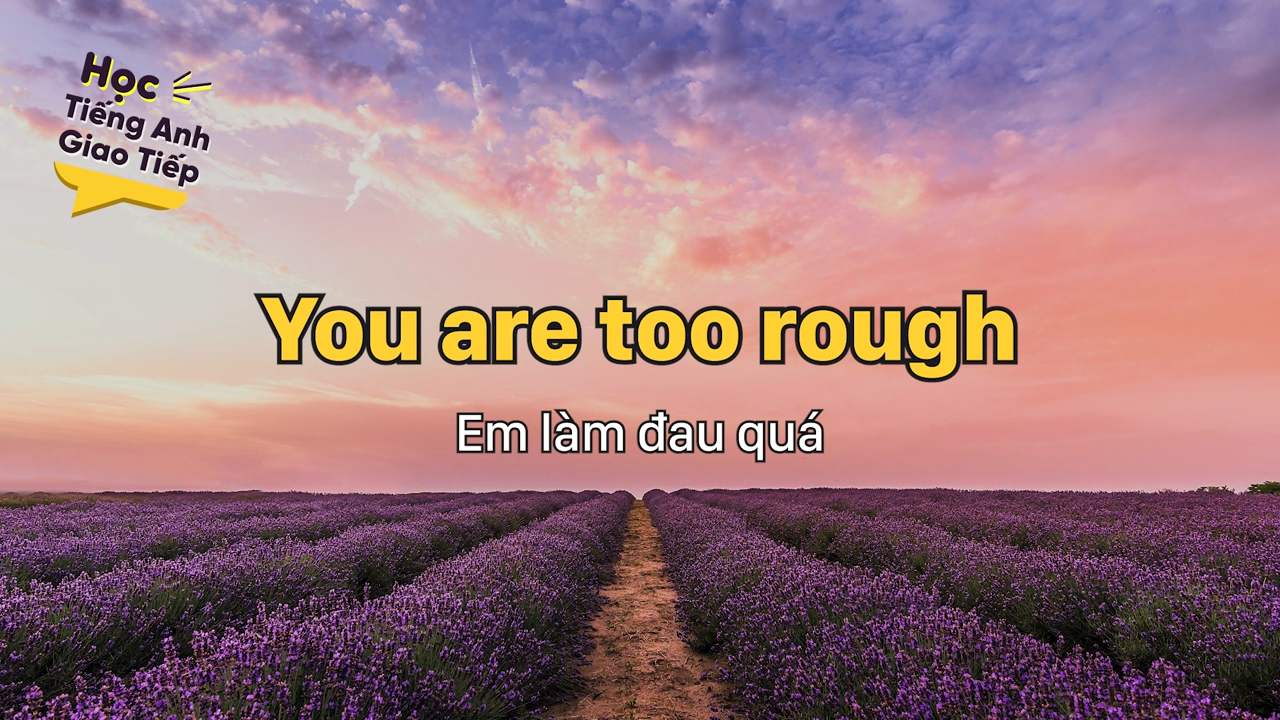 Học
Tiếng Anh
Giao Tiếp
You are too rough
Em làm đau quá